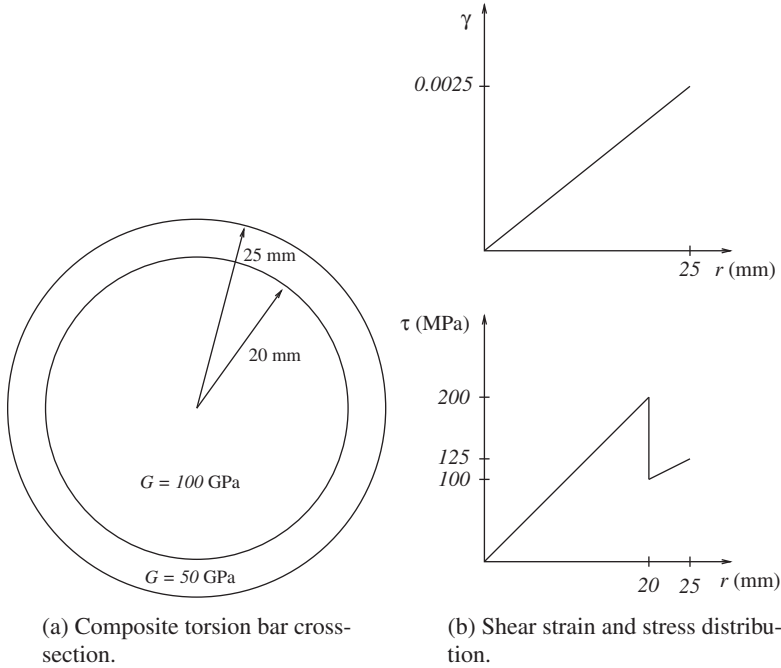 25 mm
20 mm
G = 100 GPa
G = 50 GPa
(a) Composite torsion bar cross-
section.
γ
0.0025
25 r (mm)
τ (MPa)
200
125
100
20 25 r (mm)
(b) Shear strain and stress distribu-
tion.